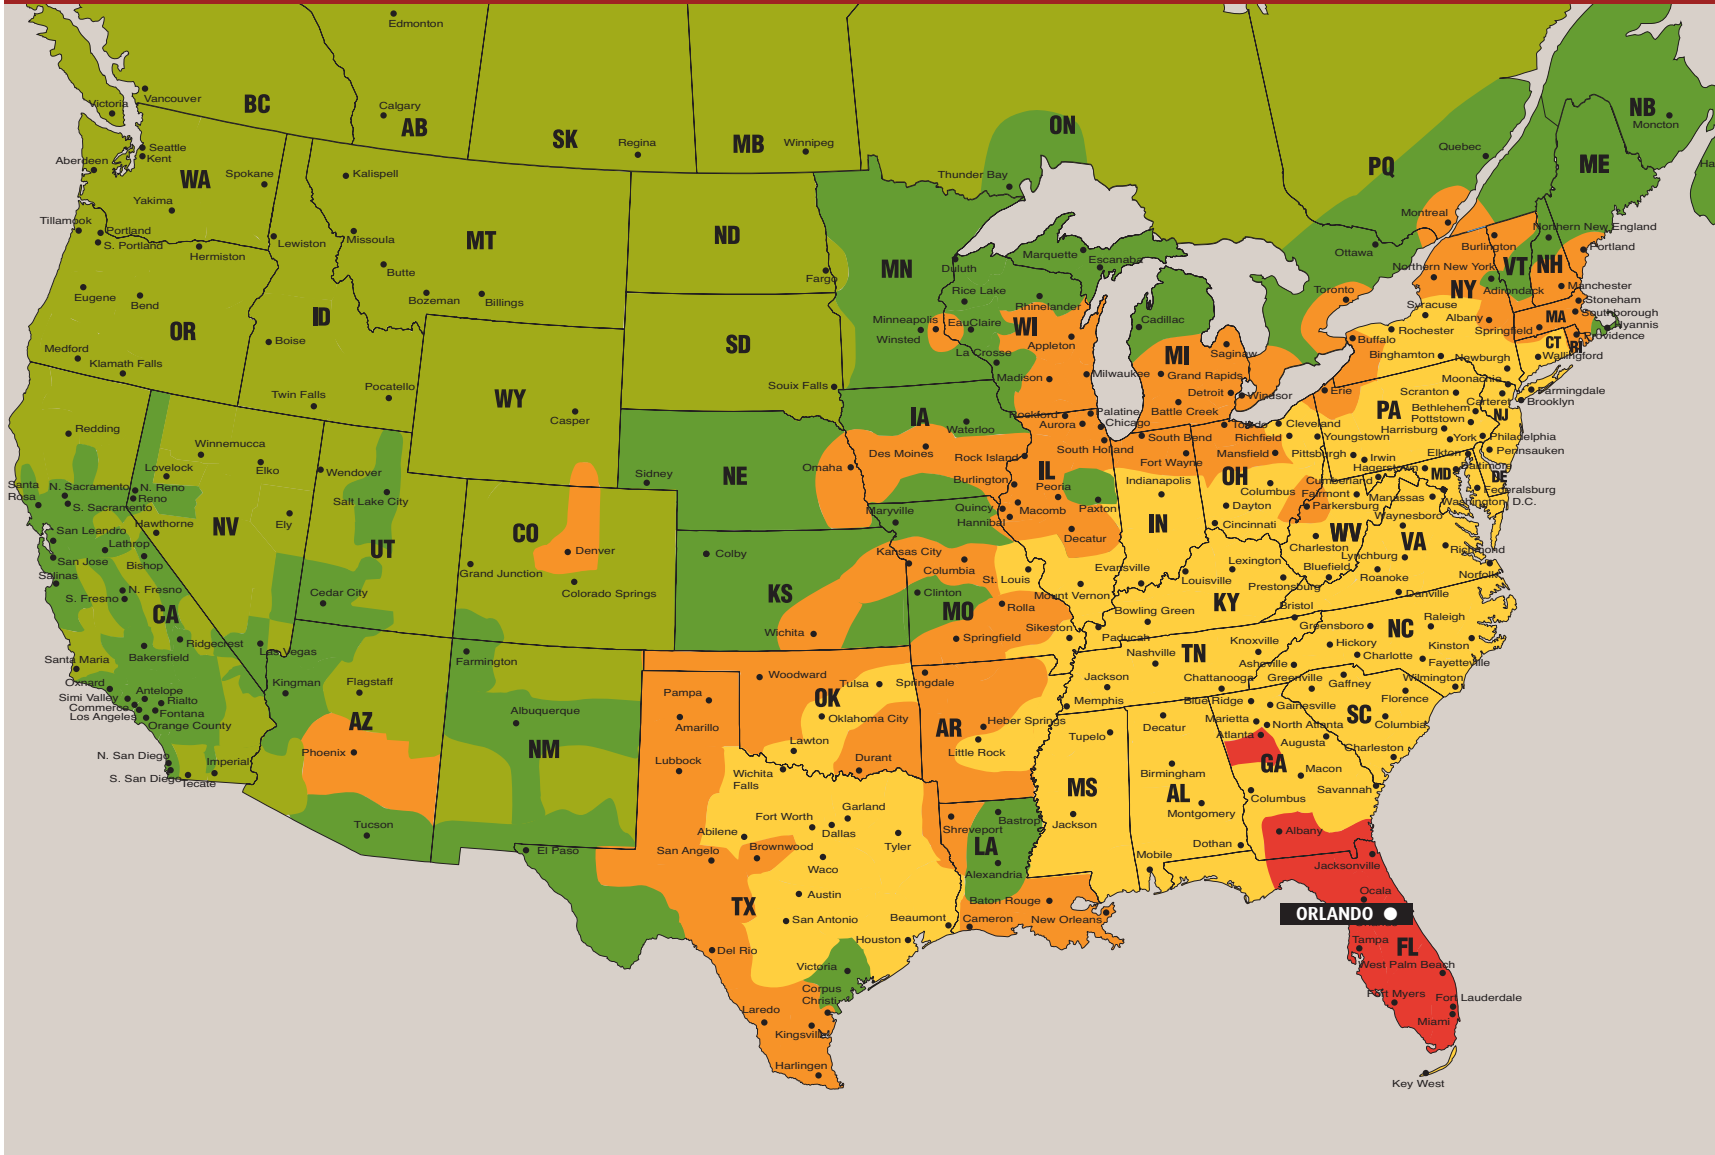 Edmonton
Vancouver
Victoria
BC
Calgary
AB
SK
Regina
MB
Winnipeg
ON
Thunder Bay
PQ
Quebec
NB
Moncton
ME
Ha
Montreal
Ottawa
Toronto
Windsor
Seattle
Kent
Aberdeen
WA
Spokane
Yakima
Tillamook
Portland
S. Portland
Hermiston
Lewiston
Eugene
Bend
OR
Medford
Klamath Falls
Kalispell
Missoula
MT
Butte
Bozeman
Billings
ID
Boise
Twin Falls
Pocatello
WY
Casper
ND
Fargo
SD
Souix Falls
MN
Duluth
Minneapolis
Winsted
Rice Lake
EauClaire
La Crosse
WI
Rhinelander
Appleton
Madison
Milwaukee
Marquette
Escanaba
Cadillac
MI
Saginaw
Grand Rapids
Detroit
Battle Creek
Northern New England
Burlington
Portland
VT
NH
Northern New York
NY
Adirondack
Manchester
Stoneham
Southborough
Hyannis
Providence
MA
Springfield
CT
RI
Wallingford
Syracuse
Albany
Rochester
Buffalo
Binghamton
Newburgh
Moonachie
Farmingdale
Brooklyn
Carteret
NJ
Erie
PA
Scranton
Bethlehem
Pottstown
Harrisburg
York
Philadelphia
Pennsauken
Elkton
Baltimore
Pittsburgh
Irwin
Hagerstown
Cumberland
MD
DE
Federalsburg
Washington, D.C.
Manassas
Redding
Winnemucca
Lovelock
Elko
Wendover
N. Reno
Reno
Santa
Rosa
N. Sacramento
S. Sacramento
Hawthorne
NV
Ely
Salt Lake City
UT
San Leandro
Lathrop
San Jose
Bishop
Salinas
N. Fresno
S. Fresno
CA
Cedar City
Ridgecrest
Bakersfield
Las Vegas
Santa Maria
Oxnard
Simi Valley
Antelope
Commerce
Rialto
Los Angeles
Fontana
Orange County
N. San Diego
S. San Diego
Tecate
Imperial
Kingman
Flagstaff
AZ
Phoenix
Tucson
CO
Denver
Grand Junction
Colorado Springs
Farmington
Albuquerque
NM
El Paso
Sidney
NE
Omaha
IA
Waterloo
Des Moines
Rock Island
Burlington
Colby
KS
Wichita
Maryville
Kansas City
Columbia
Clinton
MO
Rolla
Springfield
Sikeston
St. Louis
Quincy
Hannibal
Rockford
Aurora
Palatine
Chicago
South Holland
IL
Peoria
Macomb
Paxton
Decatur
Mount Vernon
South Bend
Fort Wayne
Indianapolis
IN
Evansville
Toledo
Cleveland
Richfield
Youngstown
Mansfield
OH
Columbus
Dayton
Cincinnati
Fairmont
Parkersburg
WV
Charleston
Bluefield
Waynesboro
VA
Richmond
Lynchburg
Roanoke
Norfolk
Danville
Lexington
Louisville
Prestonsburg
KY
Bowling Green
Paducah
Bristol
Knoxville
Nashville
TN
Jackson
Memphis
Chattanooga
Greensboro
Raleigh
NC
Hickory
Kinston
Charlotte
Fayetteville
Asheville
Wilmington
Greenville
Gaffney
Florence
SC
Columbia
Charleston
Blue Ridge
Gainesville
Marietta
North Atlanta
Atlanta
Augusta
GA
Macon
Columbus
Savannah
Albany
Woodward
OK
Tulsa
Oklahoma City
Lawton
Durant
Springdale
AR
Heber Springs
Little Rock
Pampa
Amarillo
Lubbock
Wichita
Falls
Garland
Fort Worth
Dallas
Abilene
Tyler
Brownwood
San Angelo
Waco
TX
Austin
San Antonio
Beaumont
Houston
Del Rio
Victoria
Corpus
Christi
Laredo
Kingsville
Harlingen
Shreveport
Bastrop
LA
Alexandria
Baton Rouge
Cameron
New Orleans
Tupelo
MS
Jackson
Decatur
Birmingham
AL
Montgomery
Dothan
Mobile
Jacksonville
Ocala
ORLANDO
Tampa
FL
West Palm Beach
Fort Myers
Fort Lauderdale
Miami
Key West